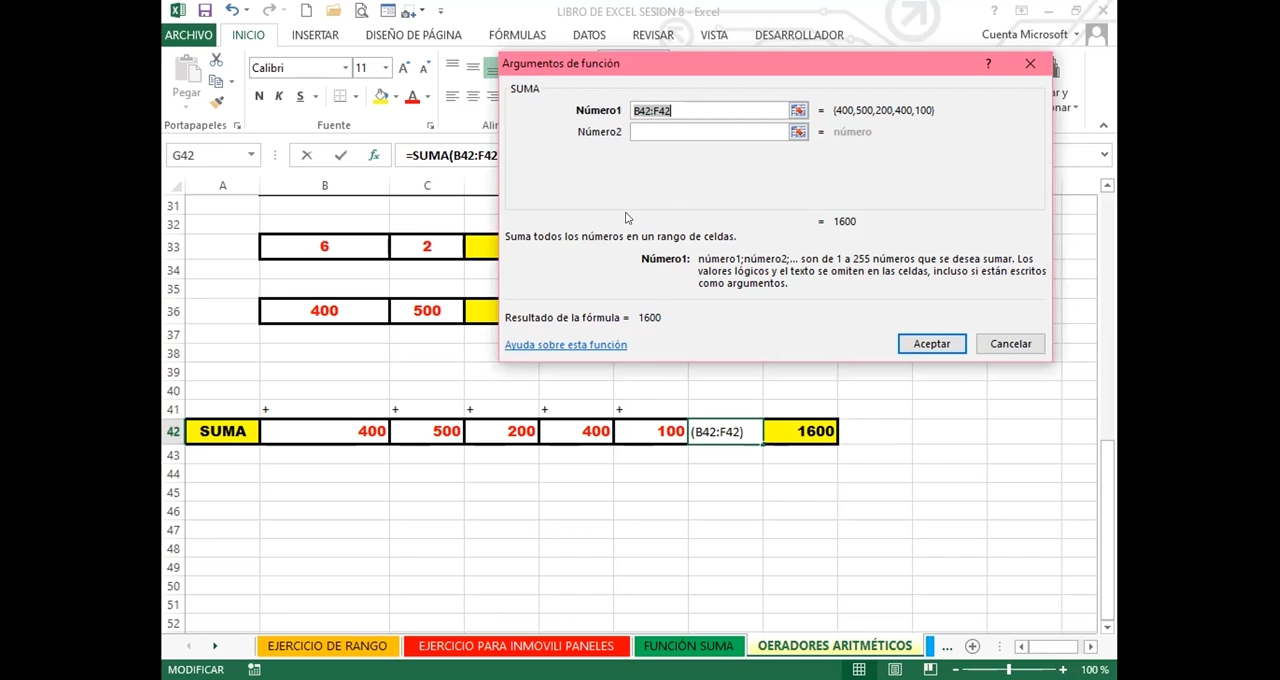 LIBRO DE EXCEL SESION 8 - Excel
?
ARCHIVO INICIO INSERTAR DISEÑO DE PÁGINA FÓRMULAS DATOS REVISAR VISTA DESARROLLADOR Cuenta Microsoft
Pegar
Calibri 11 A A
N K S A
Portapapeles Fuente
Argumentos de función ?
SUMA
Número1 B42:F42 = {400,500,200,400,100}
Número2 = número
= 1600
Suma todos los números en un rango de celdas.
Número1: número1;número2;... son de 1 a 255 números que se desea sumar. Los
valores lógicos y el texto se omiten en las celdas, incluso si están escritos
como argumentos.
Resultado de la fórmula = 1600
Ayuda sobre esta función Aceptar Cancelar
G42 fx =SUMA(B42:F42
A B C
31
32
33 6 2
34
35
36 400 500
37
38
39
40
41 + + + + +
42 SUMA 400 500 200 400 100 (B42:F42) 1600
43
44
45
46
47
48
49
50
51
52
EJERCICIO DE RANGO EJERCICIO PARA INMOVILI PANELES FUNCIÓN SUMA OERADORES ARITMÉTICOS ...
MODIFICAR 100 %